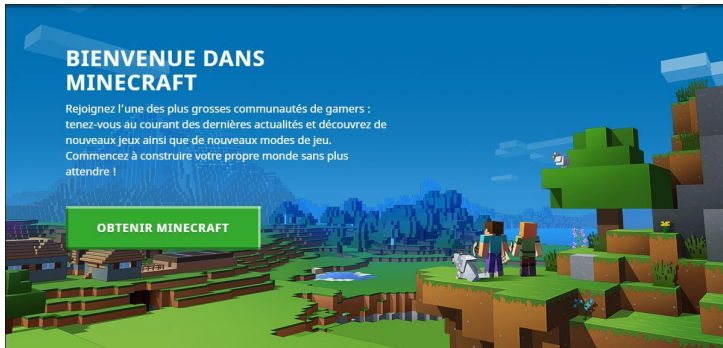 BIENVENUE DANS
MINECRAFT
Rejoignez l'une des plus grosses communautés de gamers :
tenez-vous au courant des dernières actualités et découvrez de
nouveaux jeux ainsi que de nouveaux modes de jeu.
Commencez à construire votre propre monde sans plus
attendre !
OBTENIR MINECRAFT